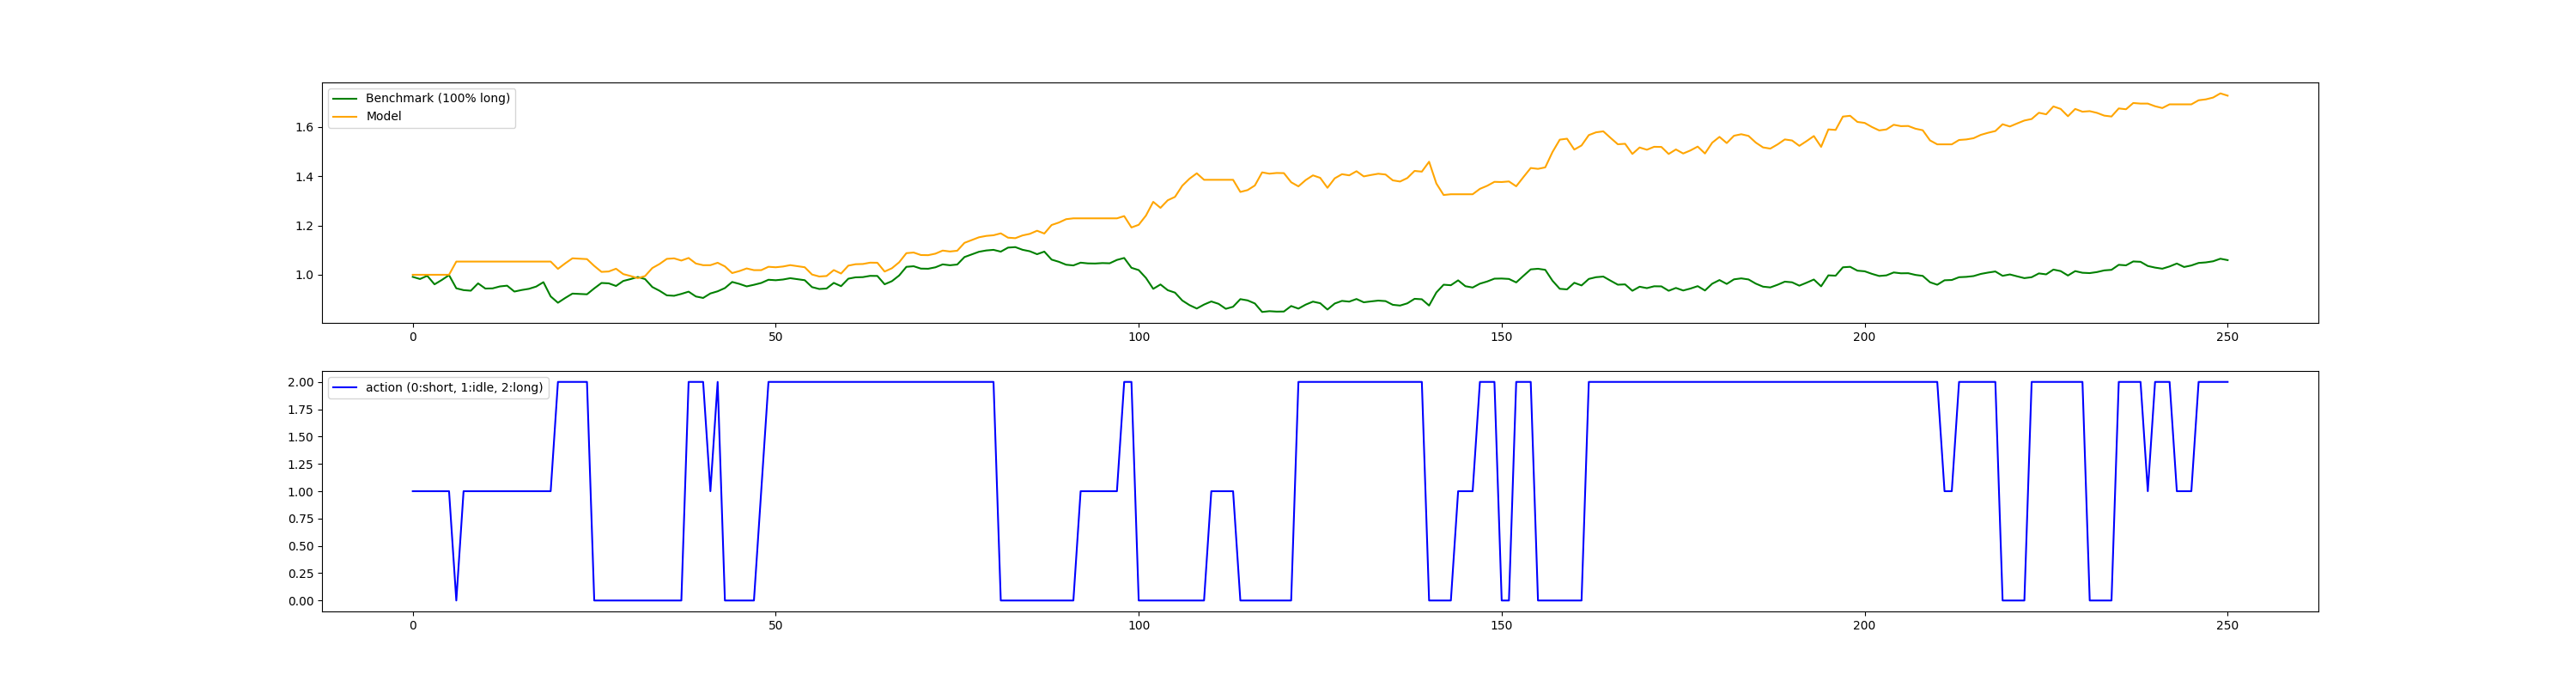 Benchmark (100% long)
Model
1.6
1.4
1.2
1.0
0 50 100 150 200 250
action (0:short, 1:idle, 2:long)
2.00
1.75
1.50
1.25
1.00
0.75
0.50
0.25
0.00
0 50 100 150 200 250